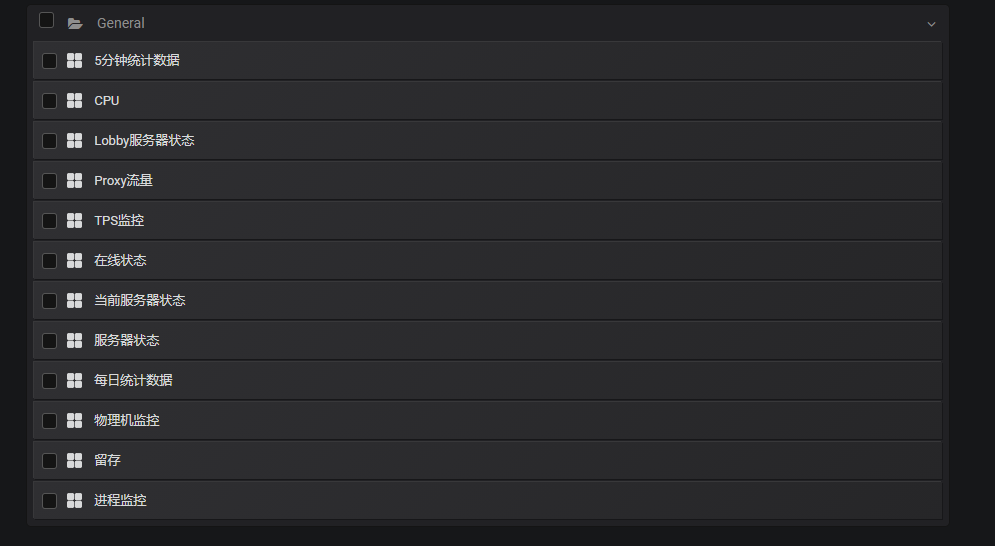 General
5分钟统计数据
CPU
Lobby服务器状态
Proxy流量
TPS监控
在线状态
当前服务器状态
服务器状态
每日统计数据
物理机监控
留存
进程监控